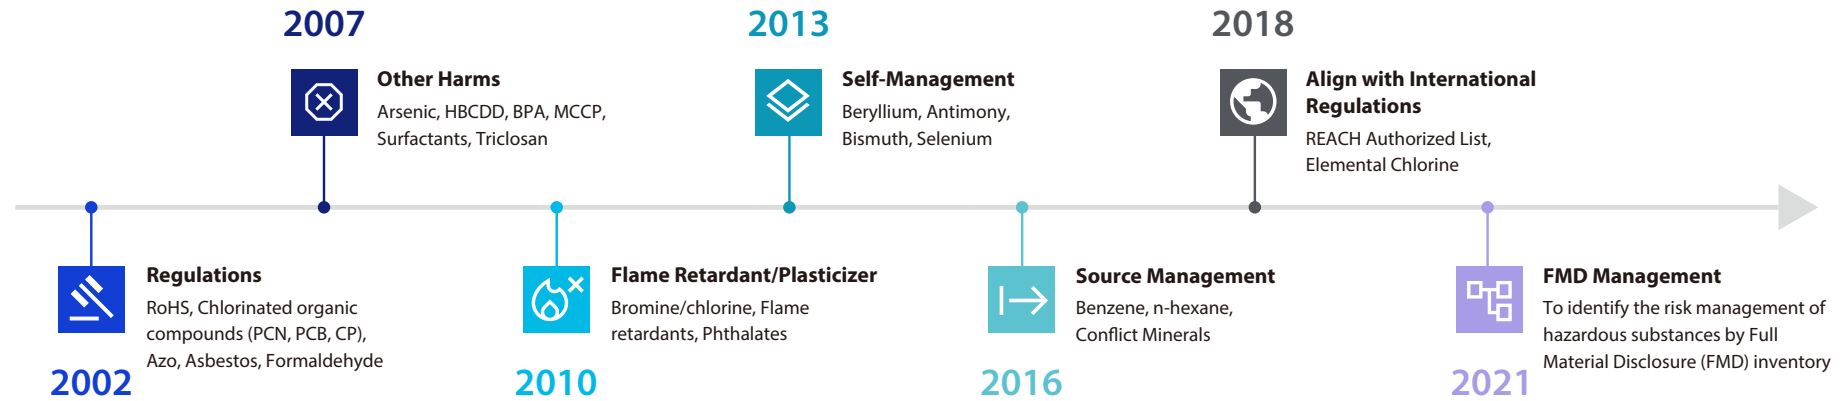 2007
Other Harms
Arsenic, HBCDD, BPA, MCCP,
Surfactants, Triclosan
2013
Self-Management
Beryllium, Antimony,
Bismuth, Selenium
2018
Align with International
Regulations
REACH Authorized List,
Elemental Chlorine
Regulations
RoHS, Chlorinated organic
compounds (PCN, PCB, CP),
Azo, Asbestos, Formaldehyde
2002
Flame Retardant/Plasticizer
Bromine/chlorine, Flame
retardants, Phthalates
2010
Source Management
Benzene, n-hexane,
Conflict Minerals
2016
FMD Management
To identify the risk management of
hazardous substances by Full
Material Disclosure (FMD) inventory
2021